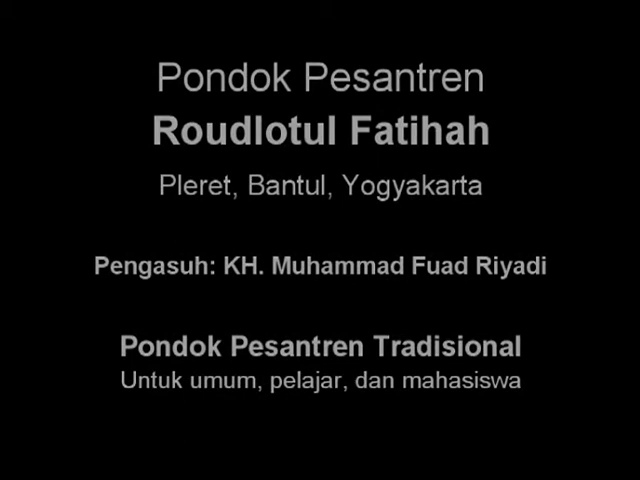 Pondok Pesantren
Roudlotul Fatihah
Pleret, Bantul, Yogyakarta
Pengasuh: KH. Muhammad Fuad Riyadi
Pondok Pesantren Tradisional
Untuk umum, pelajar, dan mahasiswa